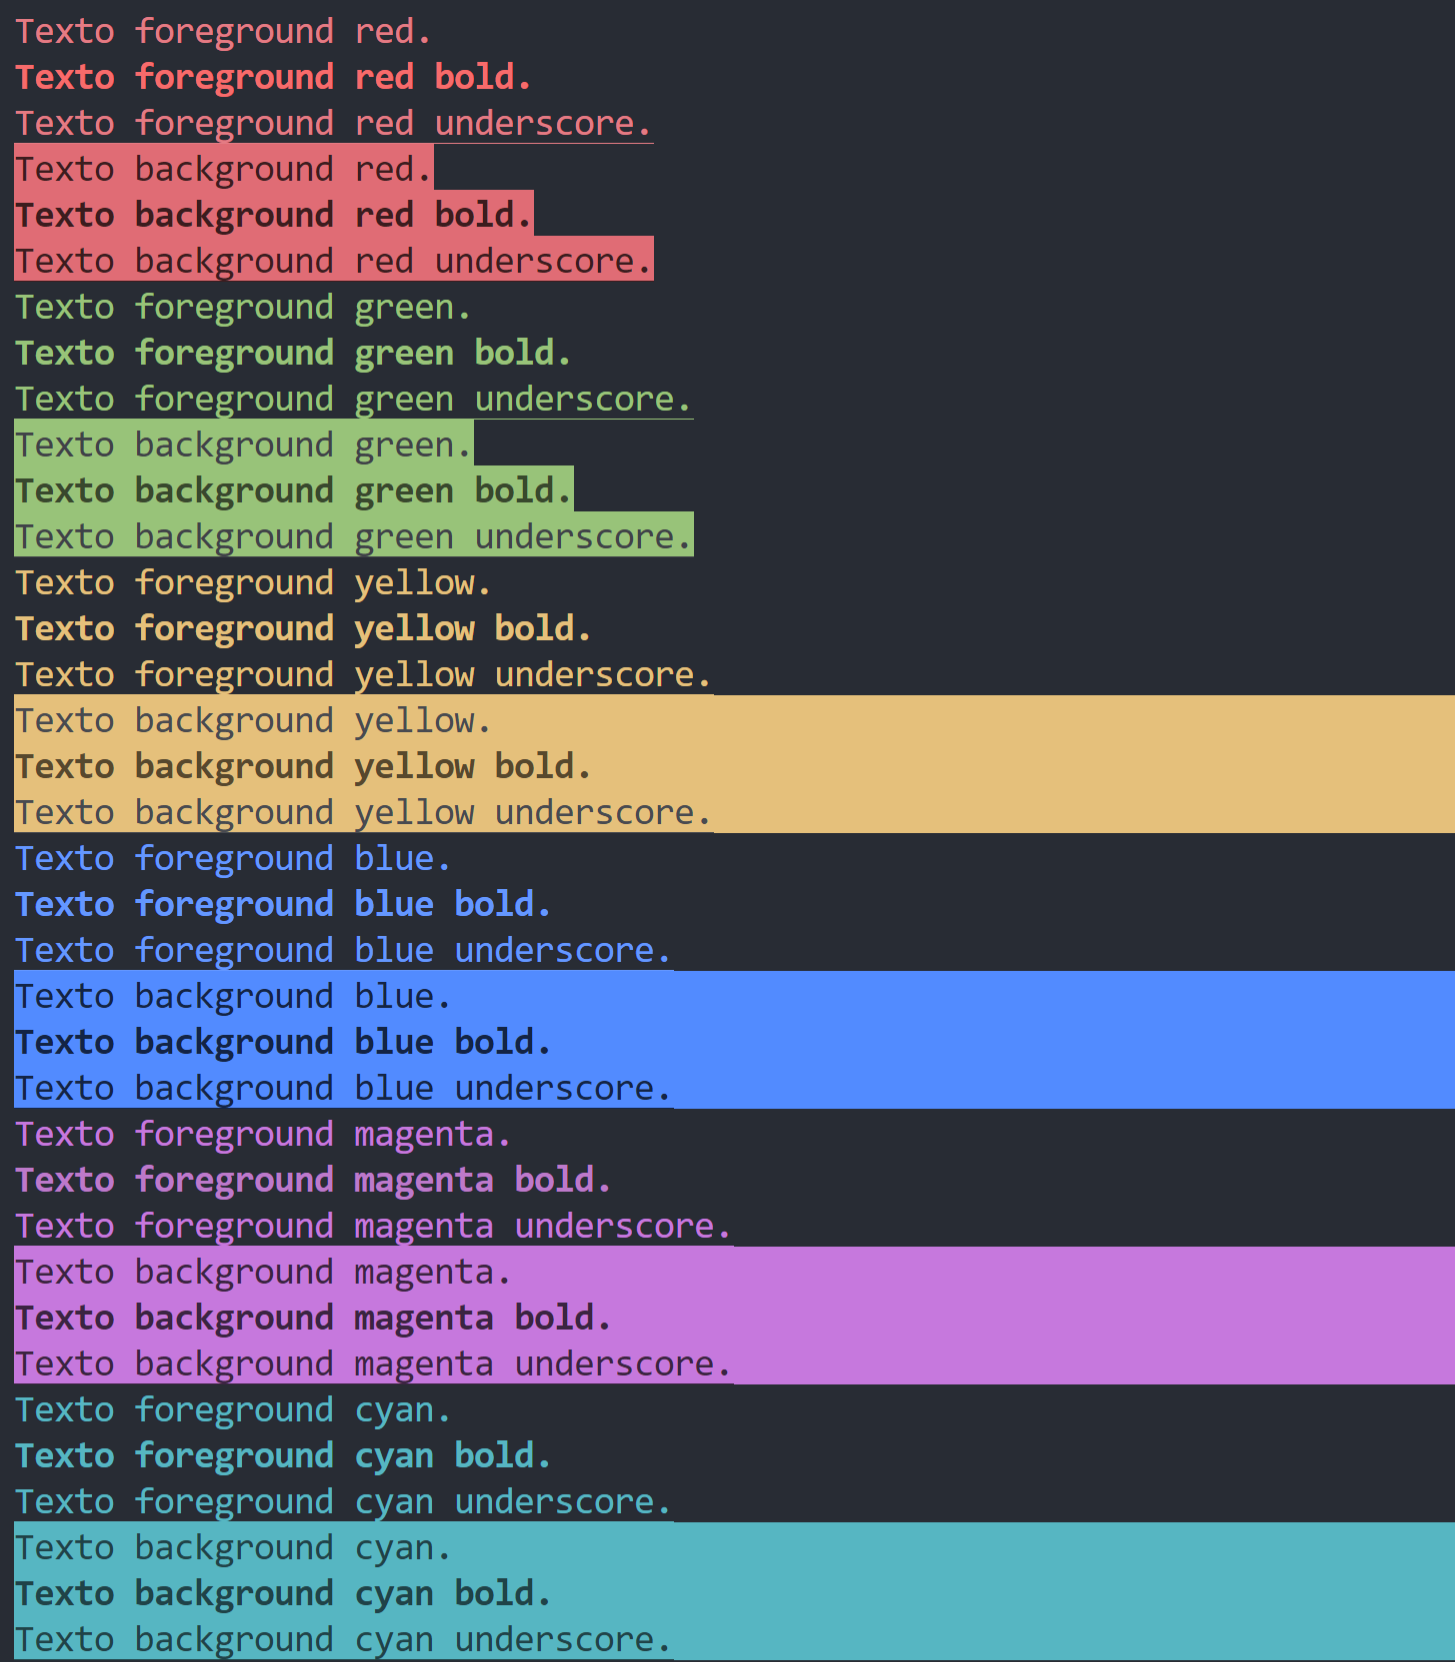 Texto foreground red.
Texto foreground red bold.
Texto foreground red underscore.
Texto background red.
Texto background red bold.
Texto background red underscore.
Texto foreground green.
Texto foreground green bold.
Texto foreground green underscore.
Texto background green.
Texto background green bold.
Texto background green underscore.
Texto foreground yellow.
Texto foreground yellow bold.
Texto foreground yellow underscore.
Texto background yellow.
Texto background yellow bold.
Texto background yellow underscore.
Texto foreground blue.
Texto foreground blue bold.
Texto foreground blue underscore.
Texto background blue.
Texto background blue bold.
Texto background blue underscore.
Texto foreground magenta.
Texto foreground magenta bold.
Texto foreground magenta underscore.
Texto background magenta.
Texto background magenta bold.
Texto background magenta underscore.
Texto foreground cyan.
Texto foreground cyan bold.
Texto foreground cyan underscore.
Texto background cyan.
Texto background cyan bold.
Texto background cyan underscore.